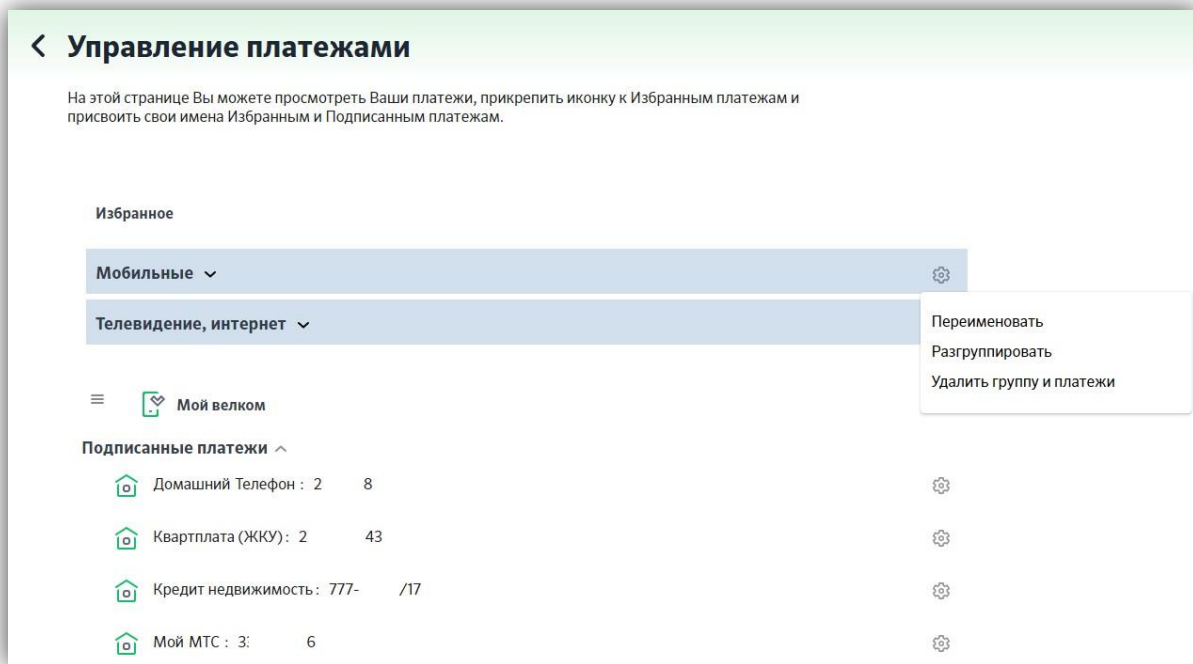 Управление платежами
На этой странице Вы можете просмотреть Ваши платежи, прикрепить иконку к Избранным платежам и
присвоить свои имена Избранным и Подписанным платежам.
Избранное
Мобильные
Телевидение, интернет
Переименовать
Разгруппировать
Удалить группу и платежи
Мой велком
Подписанные платежи
Домашний Телефон : 2 8
Квартплата (ЖКУ) : 2 43
Кредит недвижимость : 777- /17
Мой МТС : 3 6